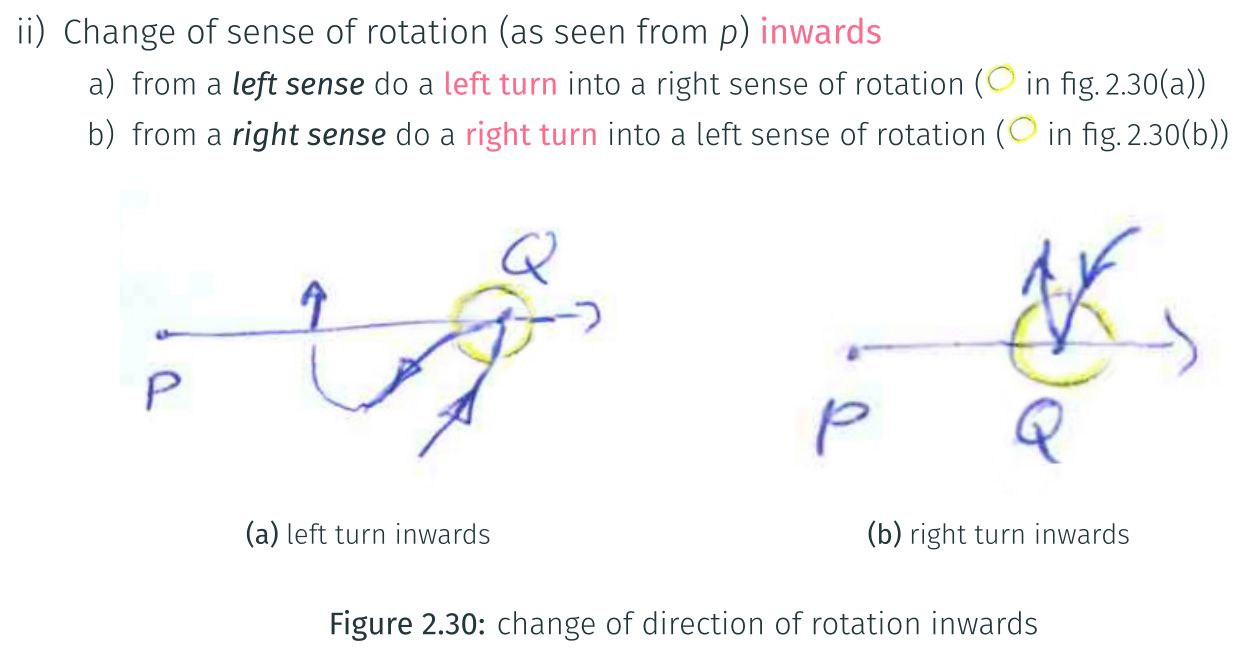 ii) Change of sense of rotation (as seen from p) inwards
a) from a left sense do a left turn into a right sense of rotation ( in fig. 2.30(a))
b) from a right sense do a right turn into a left sense of rotation ( in fig. 2.30(b))
Q
P
P
Q
(a) left turn inwards
(b) right turn inwards
Figure 2.30: change of direction of rotation inwards